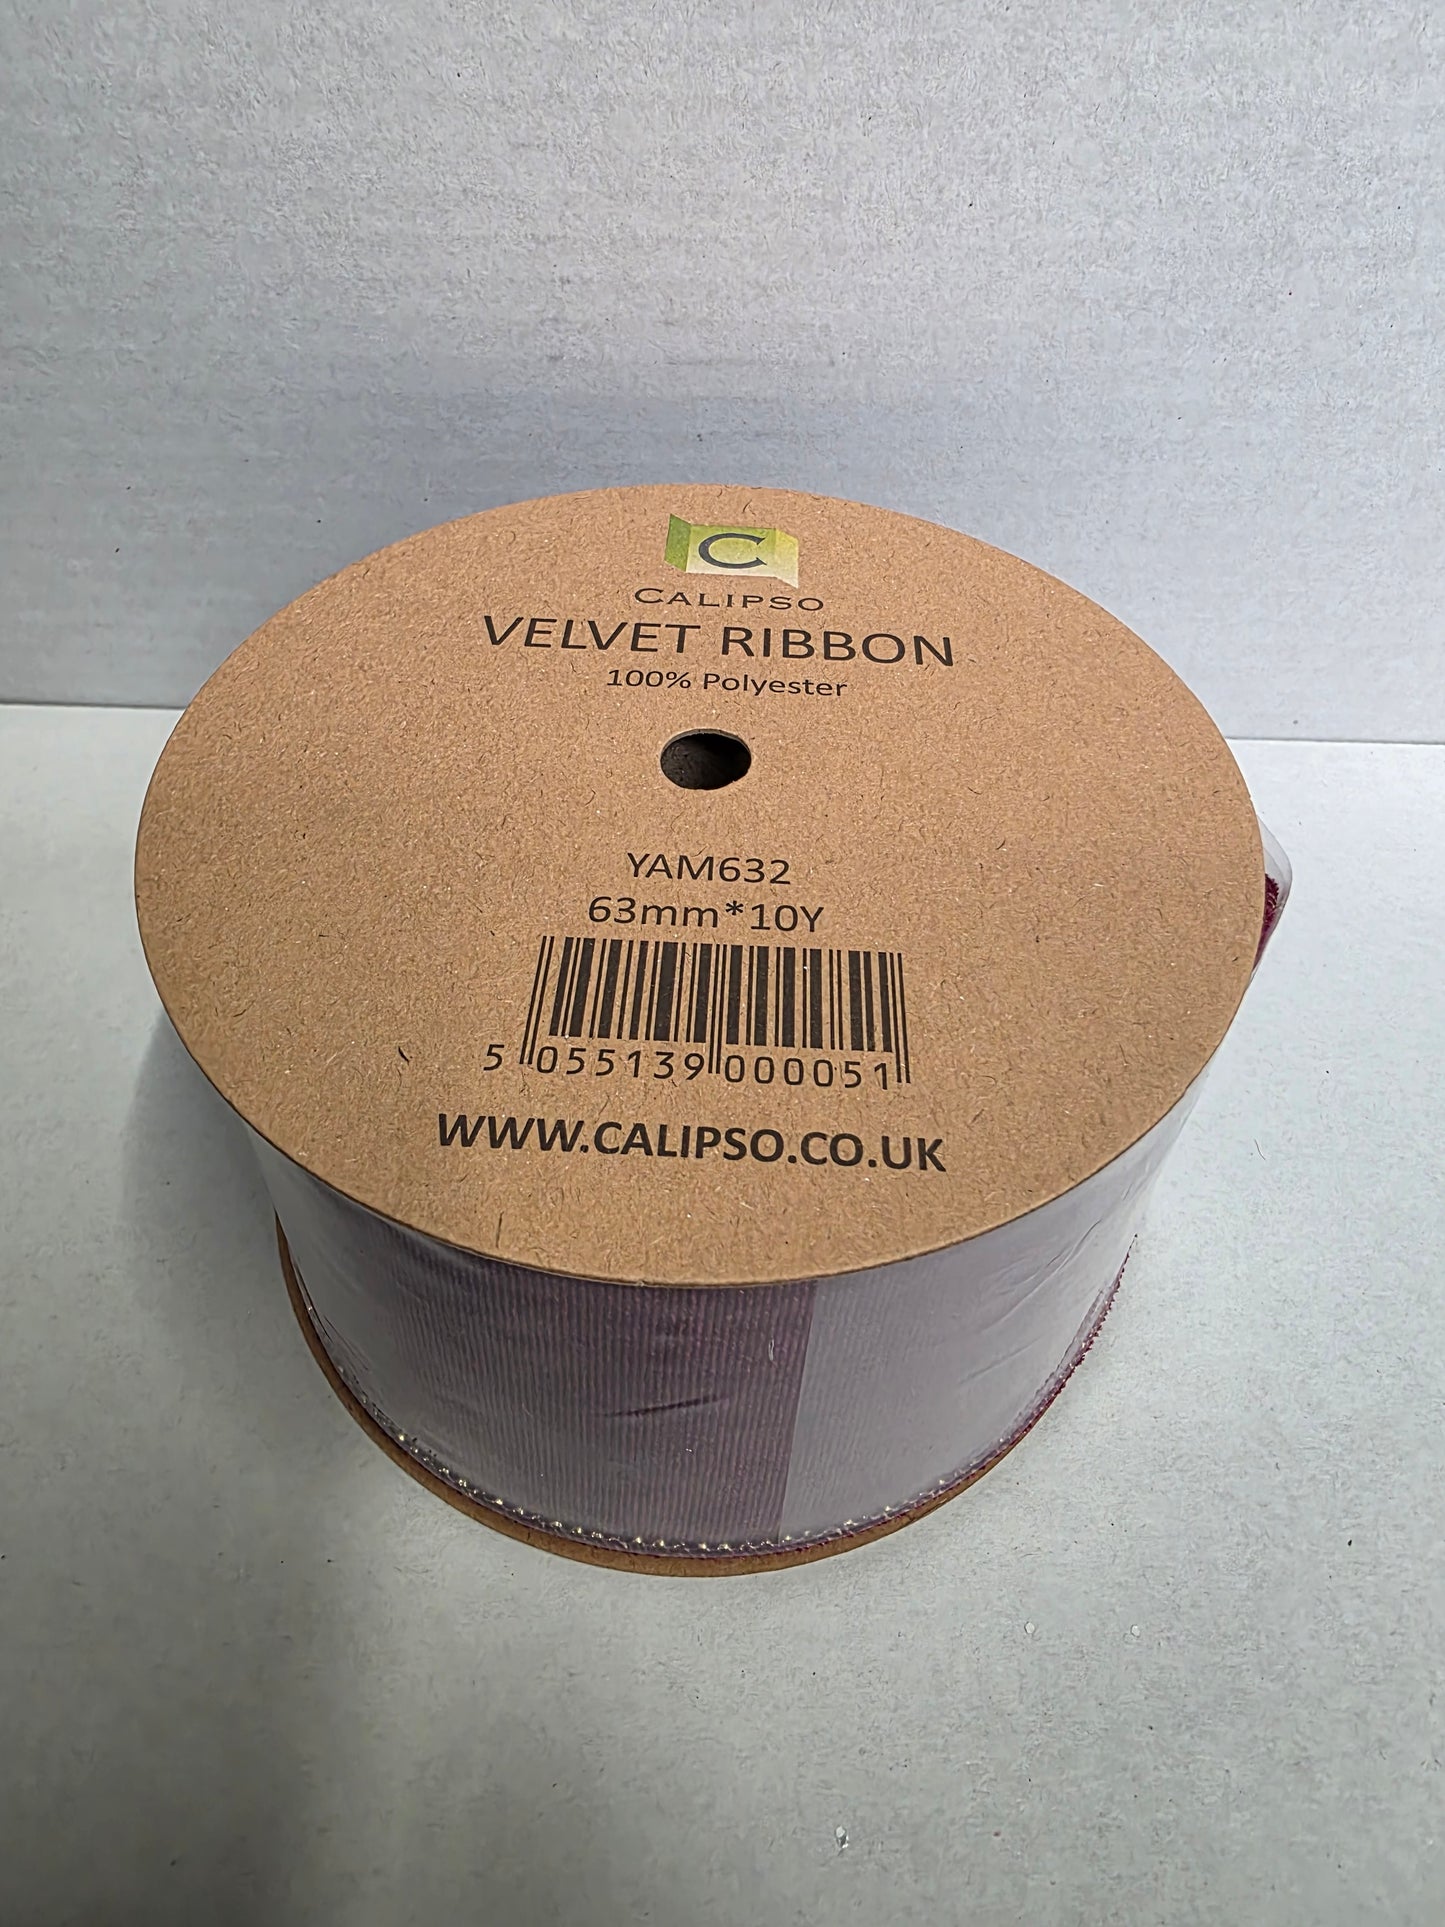 C
CALIPSO
VELVET RIBBON
100% Polyester
YAM632
63mm*10Y
5 055139 000051
WWW.CALIPSO.CO.UK